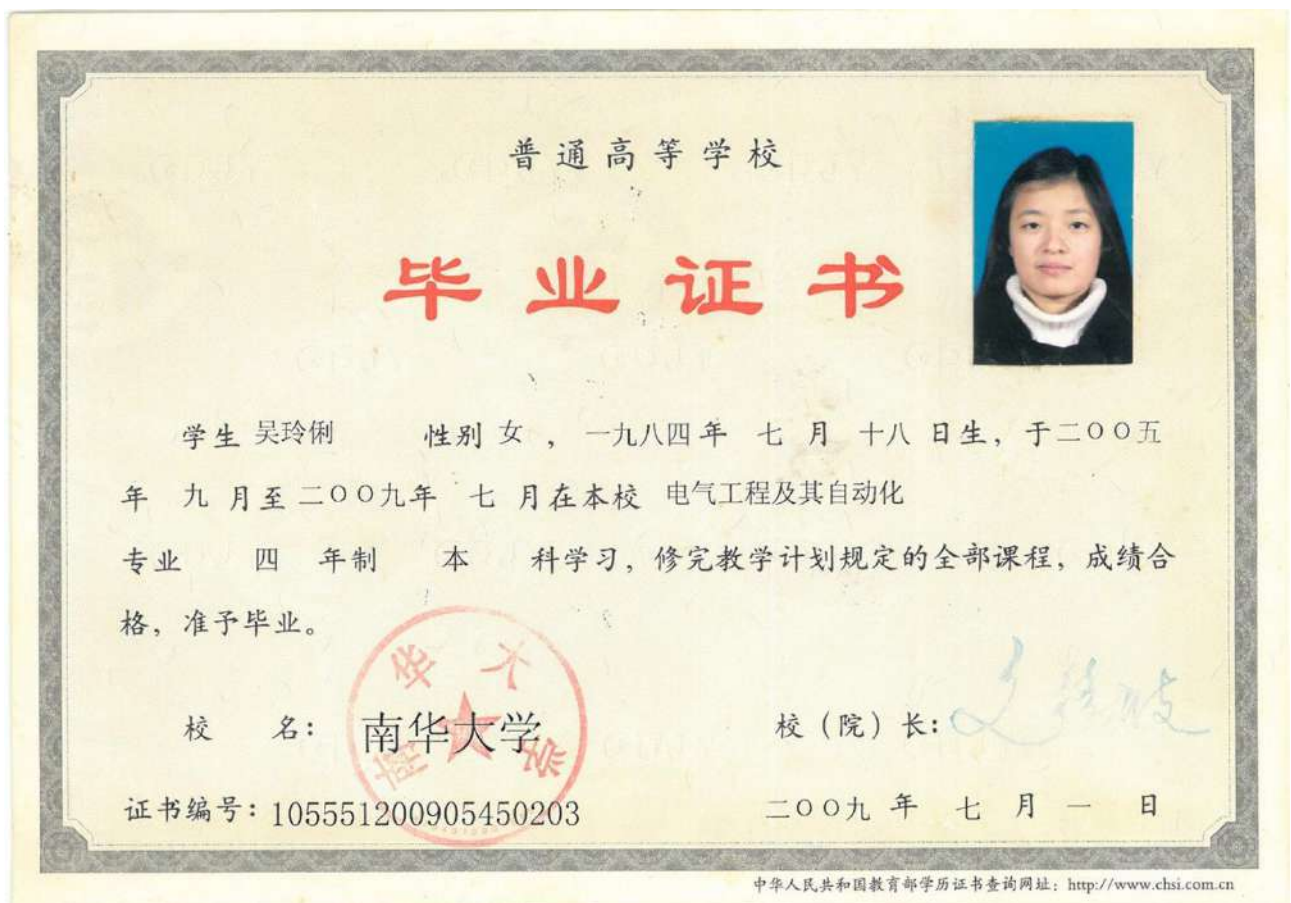 普通高等学校
毕业证书
学生 吴玲俐 性别 女 ，一九八四年 七 月 十八 日生，于二〇〇五
年 九 月至二〇〇九年 七 月在本校 电气工程及其自动化
专业 四 年制 本 科学习，修完教学计划规定的全部课程，成绩合
格，准予毕业。
南华大学
校 名：南华大学 校（院）长：
证书编号：105551200905450203 二〇〇九 年 七 月 一 日
中华人民共和国教育部学历证书查询网址：http://www.chsi.com.cn